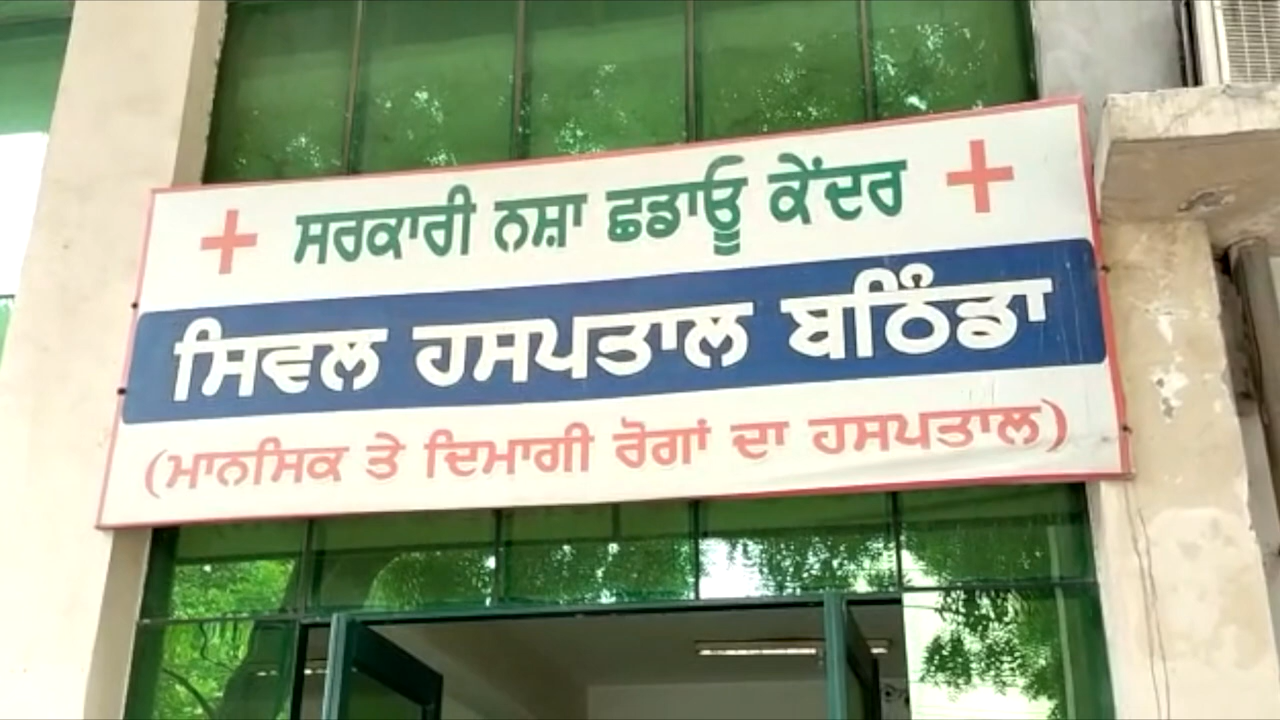 ਸਰਕਾਰੀ ਨਸ਼ਾ ਛਡਾਊ ਕੇਂਦਰ
ਸਿਵਲ ਹਸਪਤਾਲ ਬਠਿੰਡਾ
(ਮਾਨਸਿਕ ਤੇ ਦਿਮਾਗੀ ਰੋਗਾਂ ਦਾ ਹਸਪਤਾਲ)